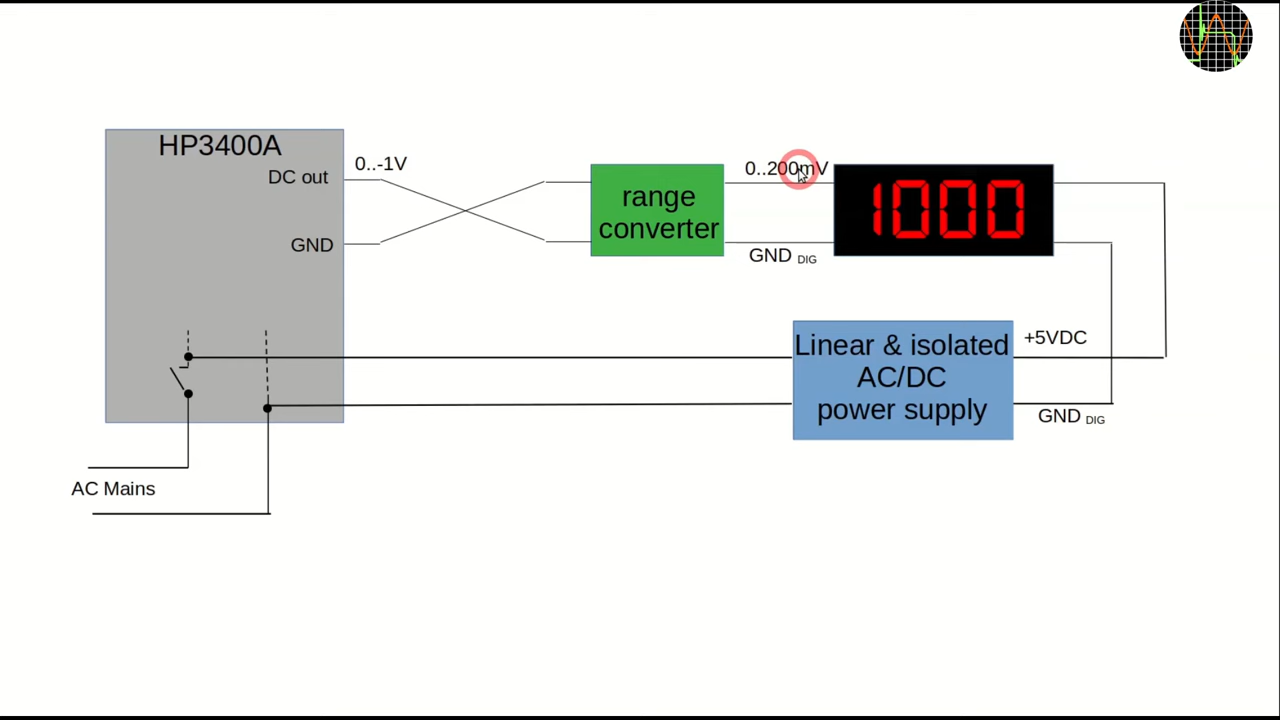 HP3400A
DC out
0..-1V
GND
range
converter
0..200mV
GND DIG
1000
Linear & isolated
AC/DC
power supply
+5VDC
GND DIG
AC Mains